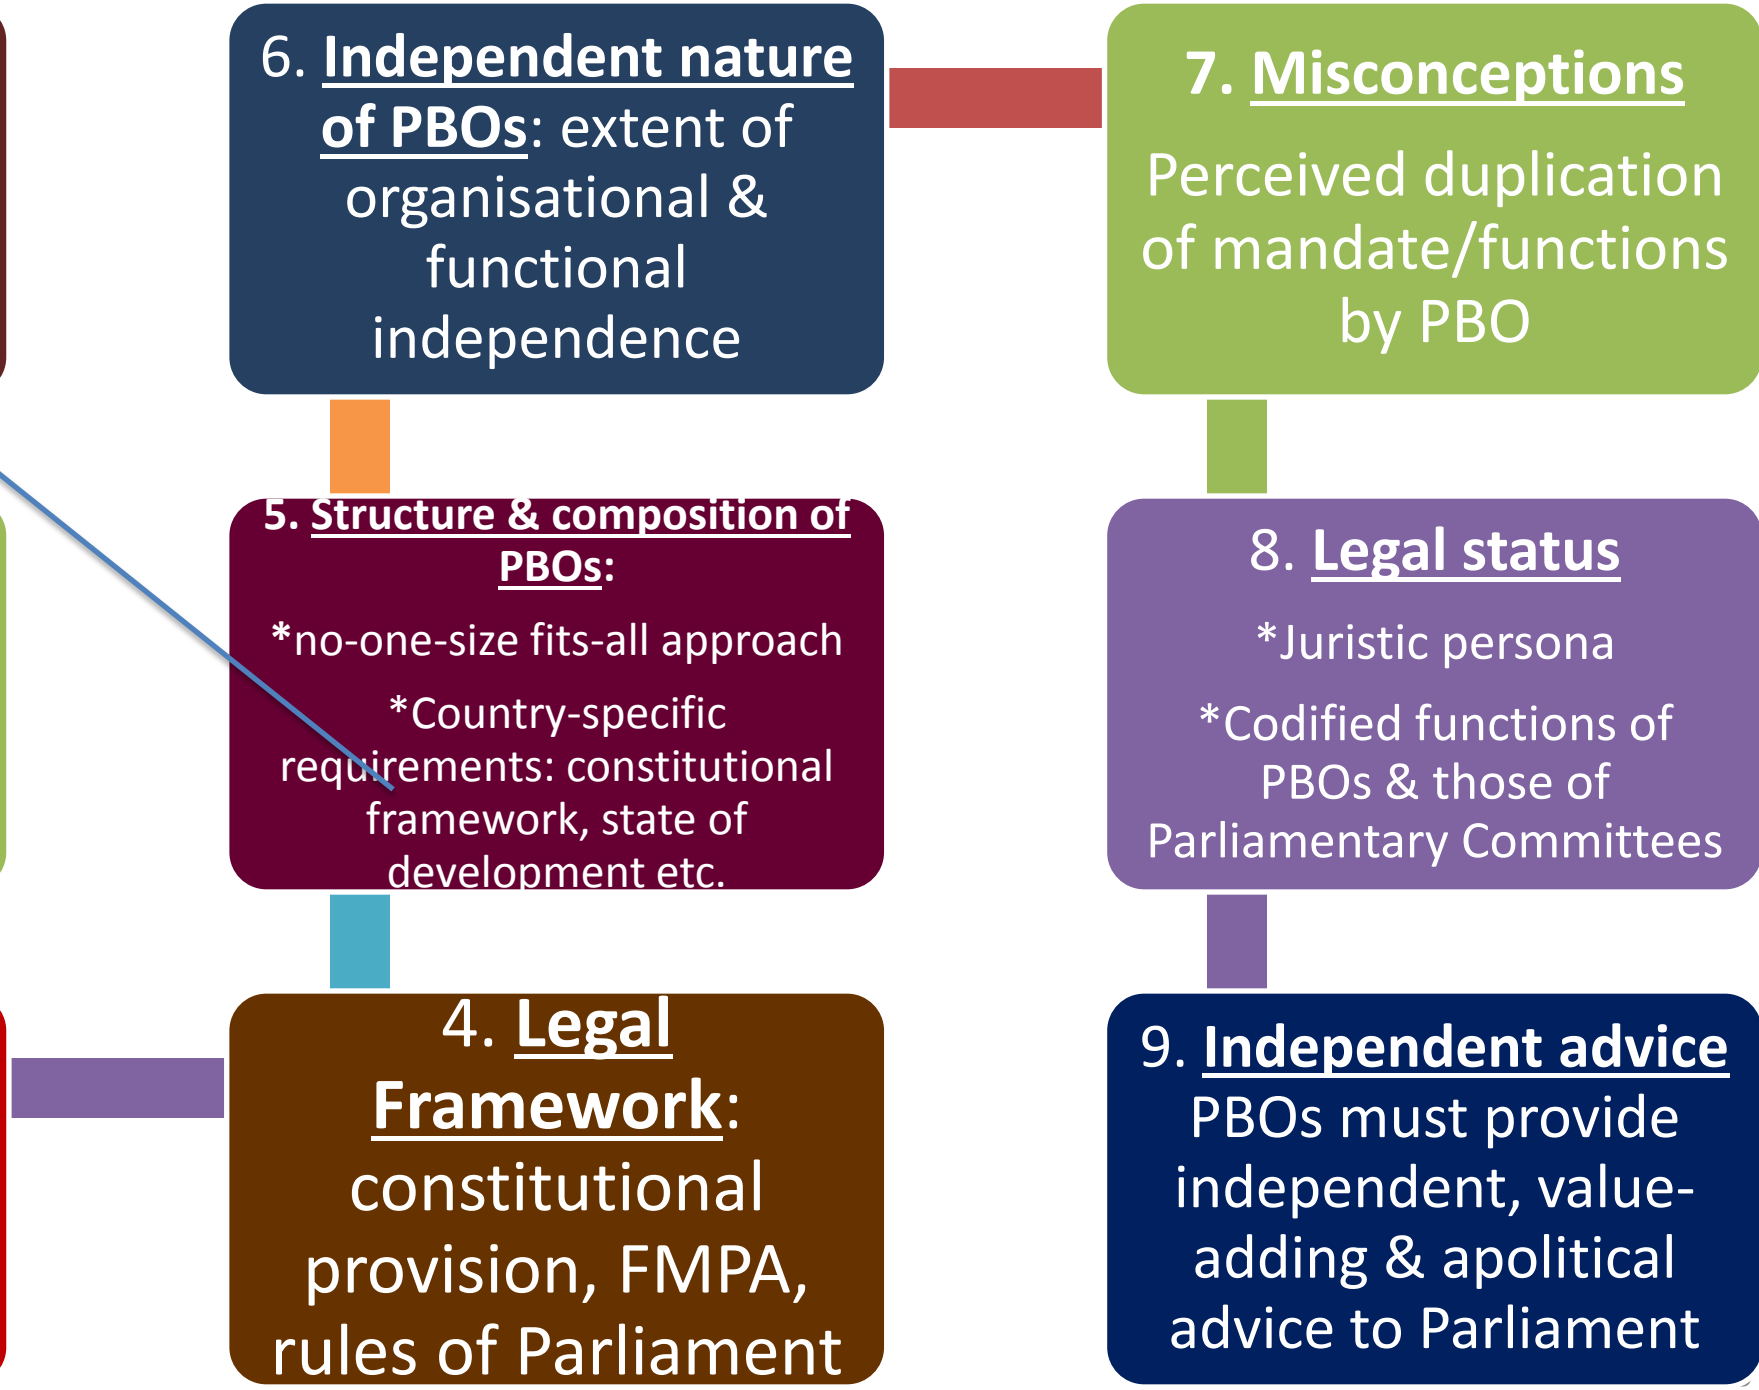 6. Independent nature
of PBOs: extent of
organisational &
functional
independence
7. Misconceptions
Perceived duplication
of mandate/functions
by PBO
5. Structure & composition of
PBOs:
*no-one-size fits-all approach
*Country-specific
requirements: constitutional
framework, state of
development etc.
8. Legal status
*Juristic persona
*Codified functions of
PBOs & those of
Parliamentary Committees
4. Legal
Framework:
constitutional
provision, FMPA,
rules of Parliament
9. Independent advice
PBOs must provide
independent, value-
adding & apolitical
advice to Parliament